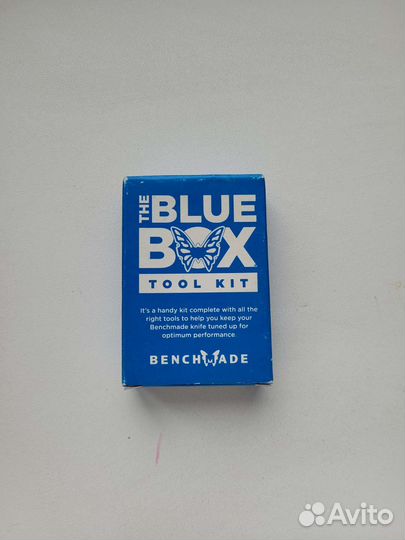 THE
BLUE
BOX
TOOL KIT
It's a handy kit complete with all the
right tools to help you keep your
Benchmade knife tuned up for
optimum performance.
BENCHMADE
Avito